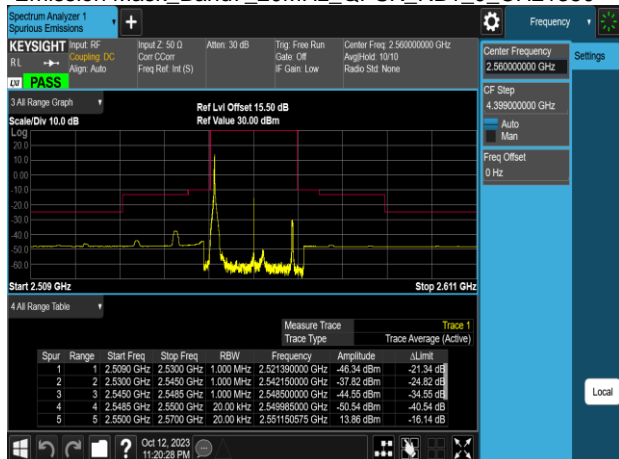 Spectrum Analyzer 1
Spurious Emissions
Frequency
KEYSIGHT Input: RF Input Z: 50 Ω Atten: 30 dB Trig: Free Run Center Freq: 2.560000000 GHz
RL Coupling: DC Corr CCorr Gate: Off Avg|Hold: 10/10
Align: Auto Freq Ref: Int (S) IF Gain: Low Radio Std: None
LXI PASS
Center Frequency
2.560000000 GHz
Settings
CF Step
4.399000000 GHz
Auto
Man
Freq Offset
0 Hz
3 All Range Graph
Ref Lvl Offset 15.50 dB
Scale/Div 10.0 dB Ref Value 30.00 dBm
Log
20.0
10.0
0.00
-10.0
-20.0
-30.0
-40.0
-50.0
-60.0
Start 2.509 GHz Stop 2.611 GHz
4 All Range Table
Measure Trace Trace 1
Trace Type Trace Average (Active)
Spur Range Start Freq Stop Freq RBW Frequency Amplitude ΔLimit
1 1 2.5090 GHz 2.5300 GHz 1.000 MHz 2.521390000 GHz -46.34 dBm -21.34 dB
2 2 2.5300 GHz 2.5450 GHz 1.000 MHz 2.542150000 GHz -37.82 dBm -24.82 dB
3 3 2.5450 GHz 2.5485 GHz 1.000 MHz 2.548500000 GHz -44.55 dBm -34.55 dB
4 4 2.5485 GHz 2.5500 GHz 20.00 kHz 2.549985000 GHz -50.54 dBm -40.54 dB
5 5 2.5500 GHz 2.5700 GHz 20.00 kHz 2.551150575 GHz 13.86 dBm -16.14 dB
Local
Oct 12, 2023
11:20:28 PM